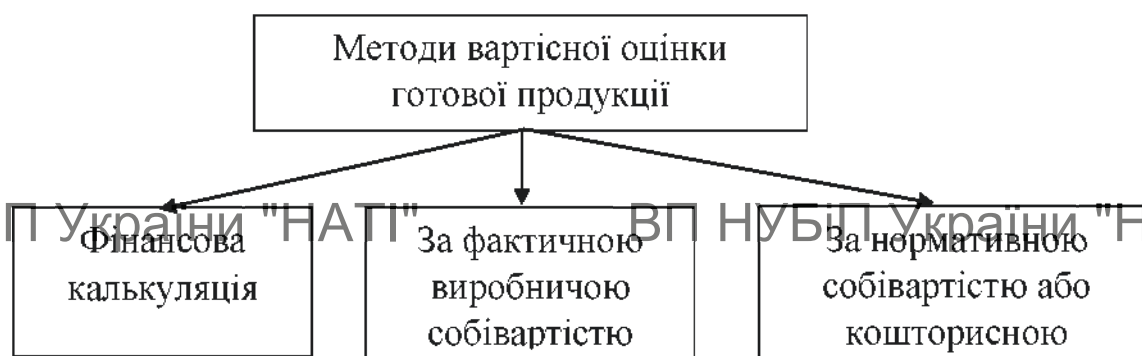 Методи вартісної оцінки
готової продукції
П України "НАТІ" ВП НУБіП України "Н
Фінансова
калькуляція
За фактичною
виробничою
собівартістю
За нормативною
собівартістю або
кошторисною